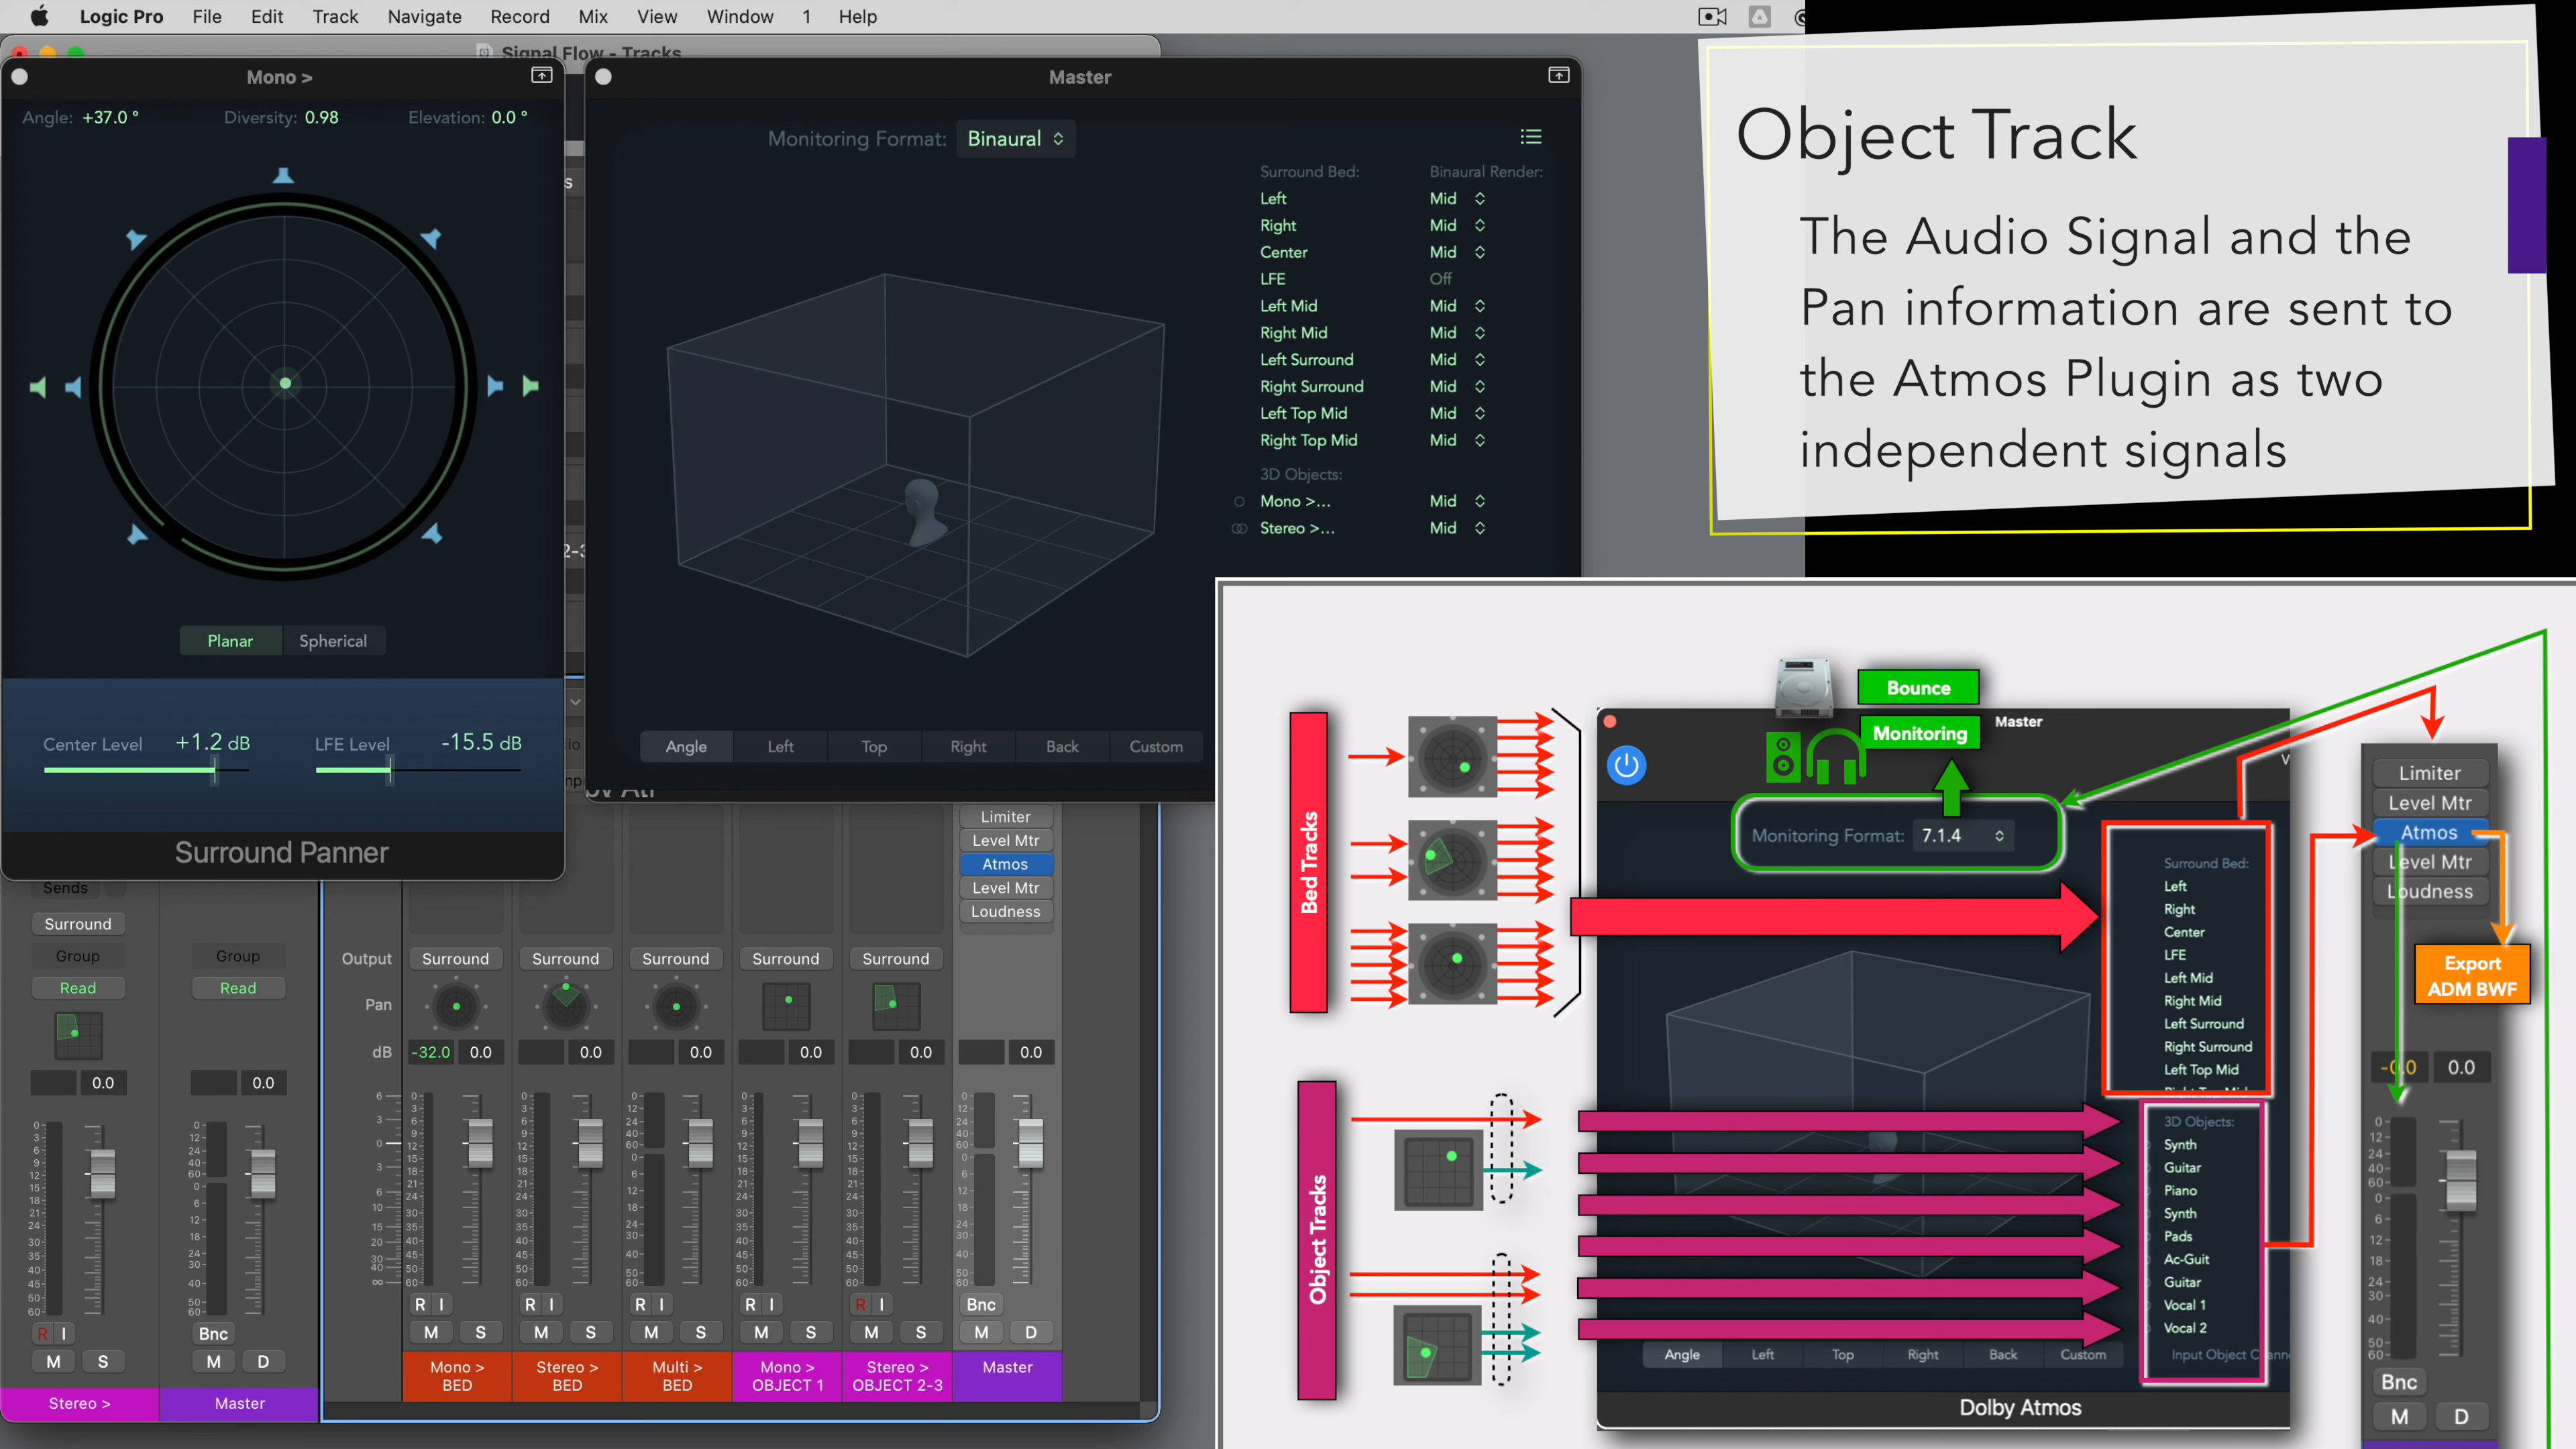 Logic Pro File Edit Track Navigate Record Mix View Window 1 Help
Signal Flow - Tracks
Mono >
Angle: +37.0 °
Diversity: 0.98
Elevation: 0.0 °
Planar
Spherical
Center Level +1.2 dB
LFE Level -15.5 dB
Surround Panner
Master
Monitoring Format: Binaural
Surround Bed: Binaural Render:
Left Mid
Right Mid
Center Mid
LFE Off
Left Mid Mid
Right Mid Mid
Left Surround Mid
Right Surround Mid
Left Top Mid Mid
Right Top Mid Mid
3D Objects:
Mono >... Mid
Stereo >... Mid
Angle Left Top Right Back Custom
Object Track
The Audio Signal and the
Pan information are sent to
the Atmos Plugin as two
independent signals
Sends
Surround
Group Group
Read Read
0.0 0.0
R I
Bnc
M S M D
Stereo > Master
Limiter
Level Mtr
Atmos
Level Mtr
Loudness
Output Surround Surround Surround Surround Surround
Pan
dB -32.0 0.0 0.0 0.0 0.0 0.0 0.0
R I R I R I R I R I Bnc
M S M S M S M S M S M D
Mono >
BED
Stereo >
BED
Multi >
BED
Mono >
OBJECT 1
Stereo >
OBJECT 2-3
Master
Bed Tracks
Object Tracks
Bounce
Monitoring
Master
Monitoring Format: 7.1.4
Surround Bed:
Left
Right
Center
LFE
Left Mid
Right Mid
Left Surround
Right Surround
Left Top Mid
3D Objects:
Synth
Guitar
Piano
Synth
Pads
Ac-Guit
Guitar
Vocal 1
Vocal 2
Input Object
Angle Left Top Right Back Custom
Dolby Atmos
Limiter
Level Mtr
Atmos
Level Mtr
Loudness
Export
ADM BWF
0.0
Bnc
M D